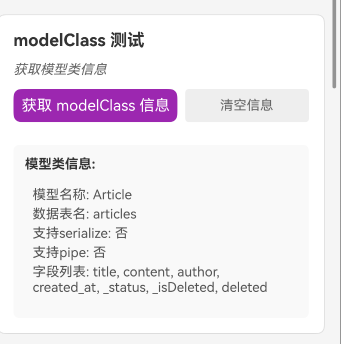 modelClass 测试
获取模型类信息
获取 modelClass 信息
清空信息
模型类信息:
模型名称: Article
数据表名: articles
支持serialize: 否
支持pipe: 否
字段列表: title, content, author,
created_at, _status, _isDeleted, deleted